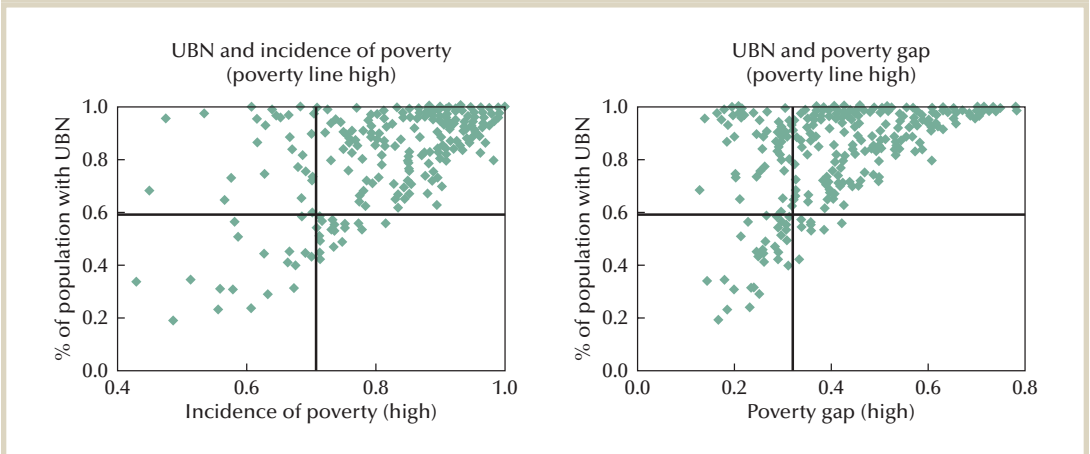 UBN and incidence of poverty
(poverty line high)
% of population with UBN
1.0
0.8
0.6
0.4
0.2
0.0
0.4 0.6 0.8 1.0
Incidence of poverty (high)
UBN and poverty gap
(poverty line high)
% of population with UBN
1.0
0.8
0.6
0.4
0.2
0.0
0.0 0.2 0.4 0.6 0.8
Poverty gap (high)